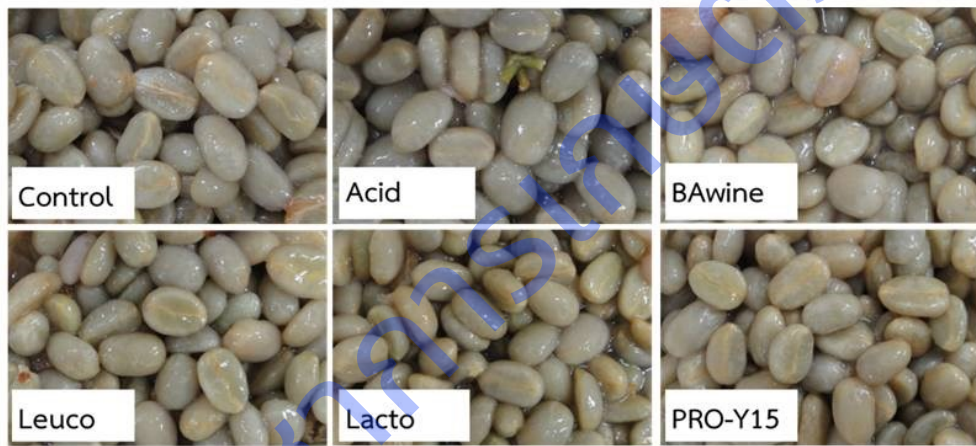 Control
Acid
BAwine
Leuco
Lacto
PRO-Y15